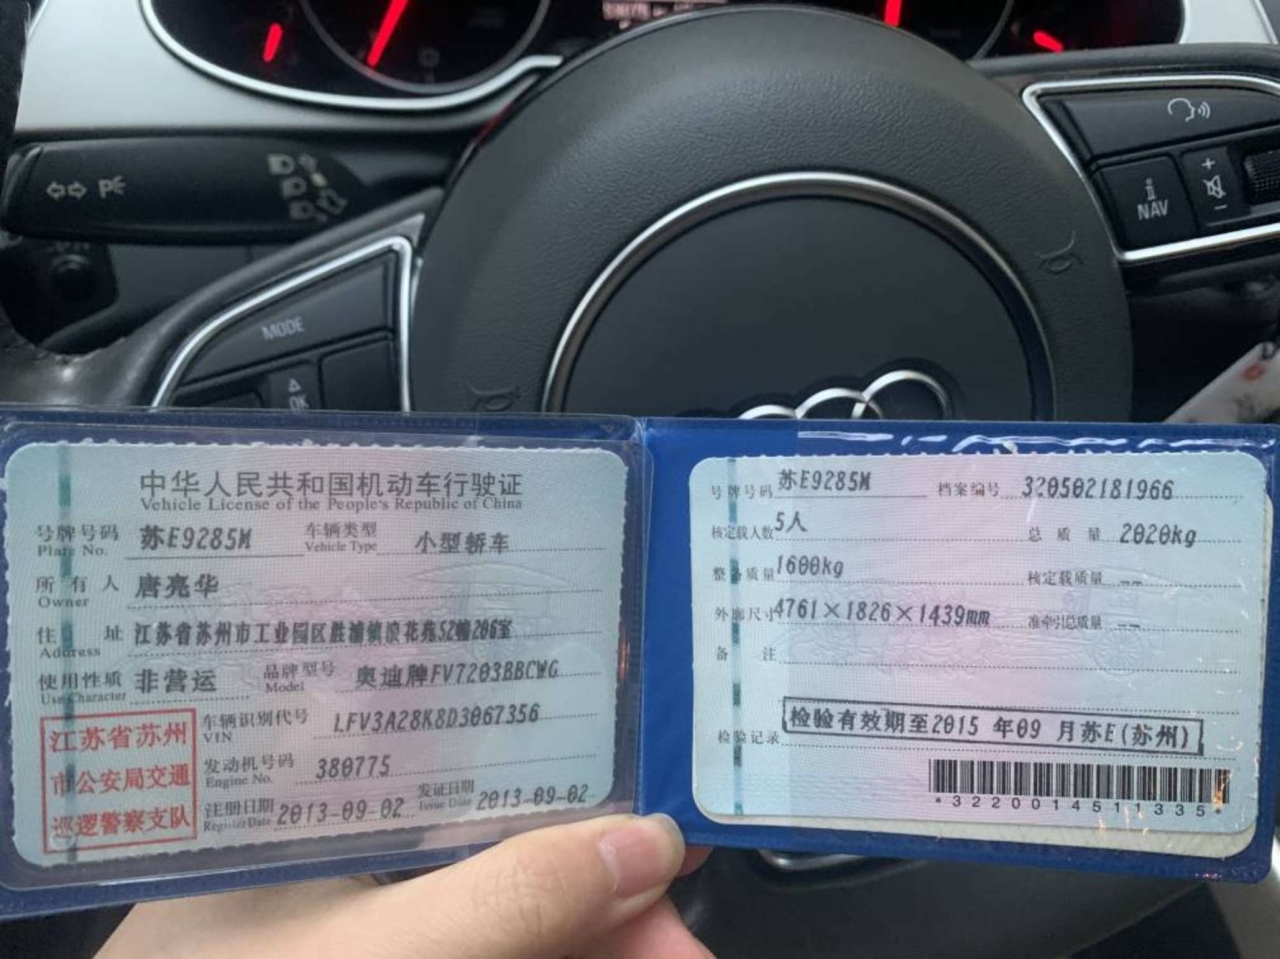 MODE
OK
NAV
中华人民共和国机动车行驶证
Vehicle License of the People's Republic of China
号牌号码 苏E9285M 车辆类型 小型轿车
Plate No. Vehicle Type
所有人 唐亮华
Owner
住址 江苏省苏州市工业园区胜浦镇浪花苑52幢206室
Address
使用性质 非营运 品牌型号 奥迪牌FV7203BBCWG
Use Character Model
江苏省苏州
市公安局交通
巡逻警察支队
车辆识别代号 LFV3A28K8D3067356
VIN
发动机号码 380775
Engine No.
注册日期 2013-09-02 发证日期 2013-09-02
Register Date Issue Date
号牌号码 苏E9285M 档案编号 320502181966
核定载人数 5人 总质量 2020kg
整备质量 1600kg 核定载质量 --
外廓尺寸 4761×1826×1439mm 准牵引总质量 --
备注
检验记录 检验有效期至2015 年09 月苏E(苏州)
*3220014511335*